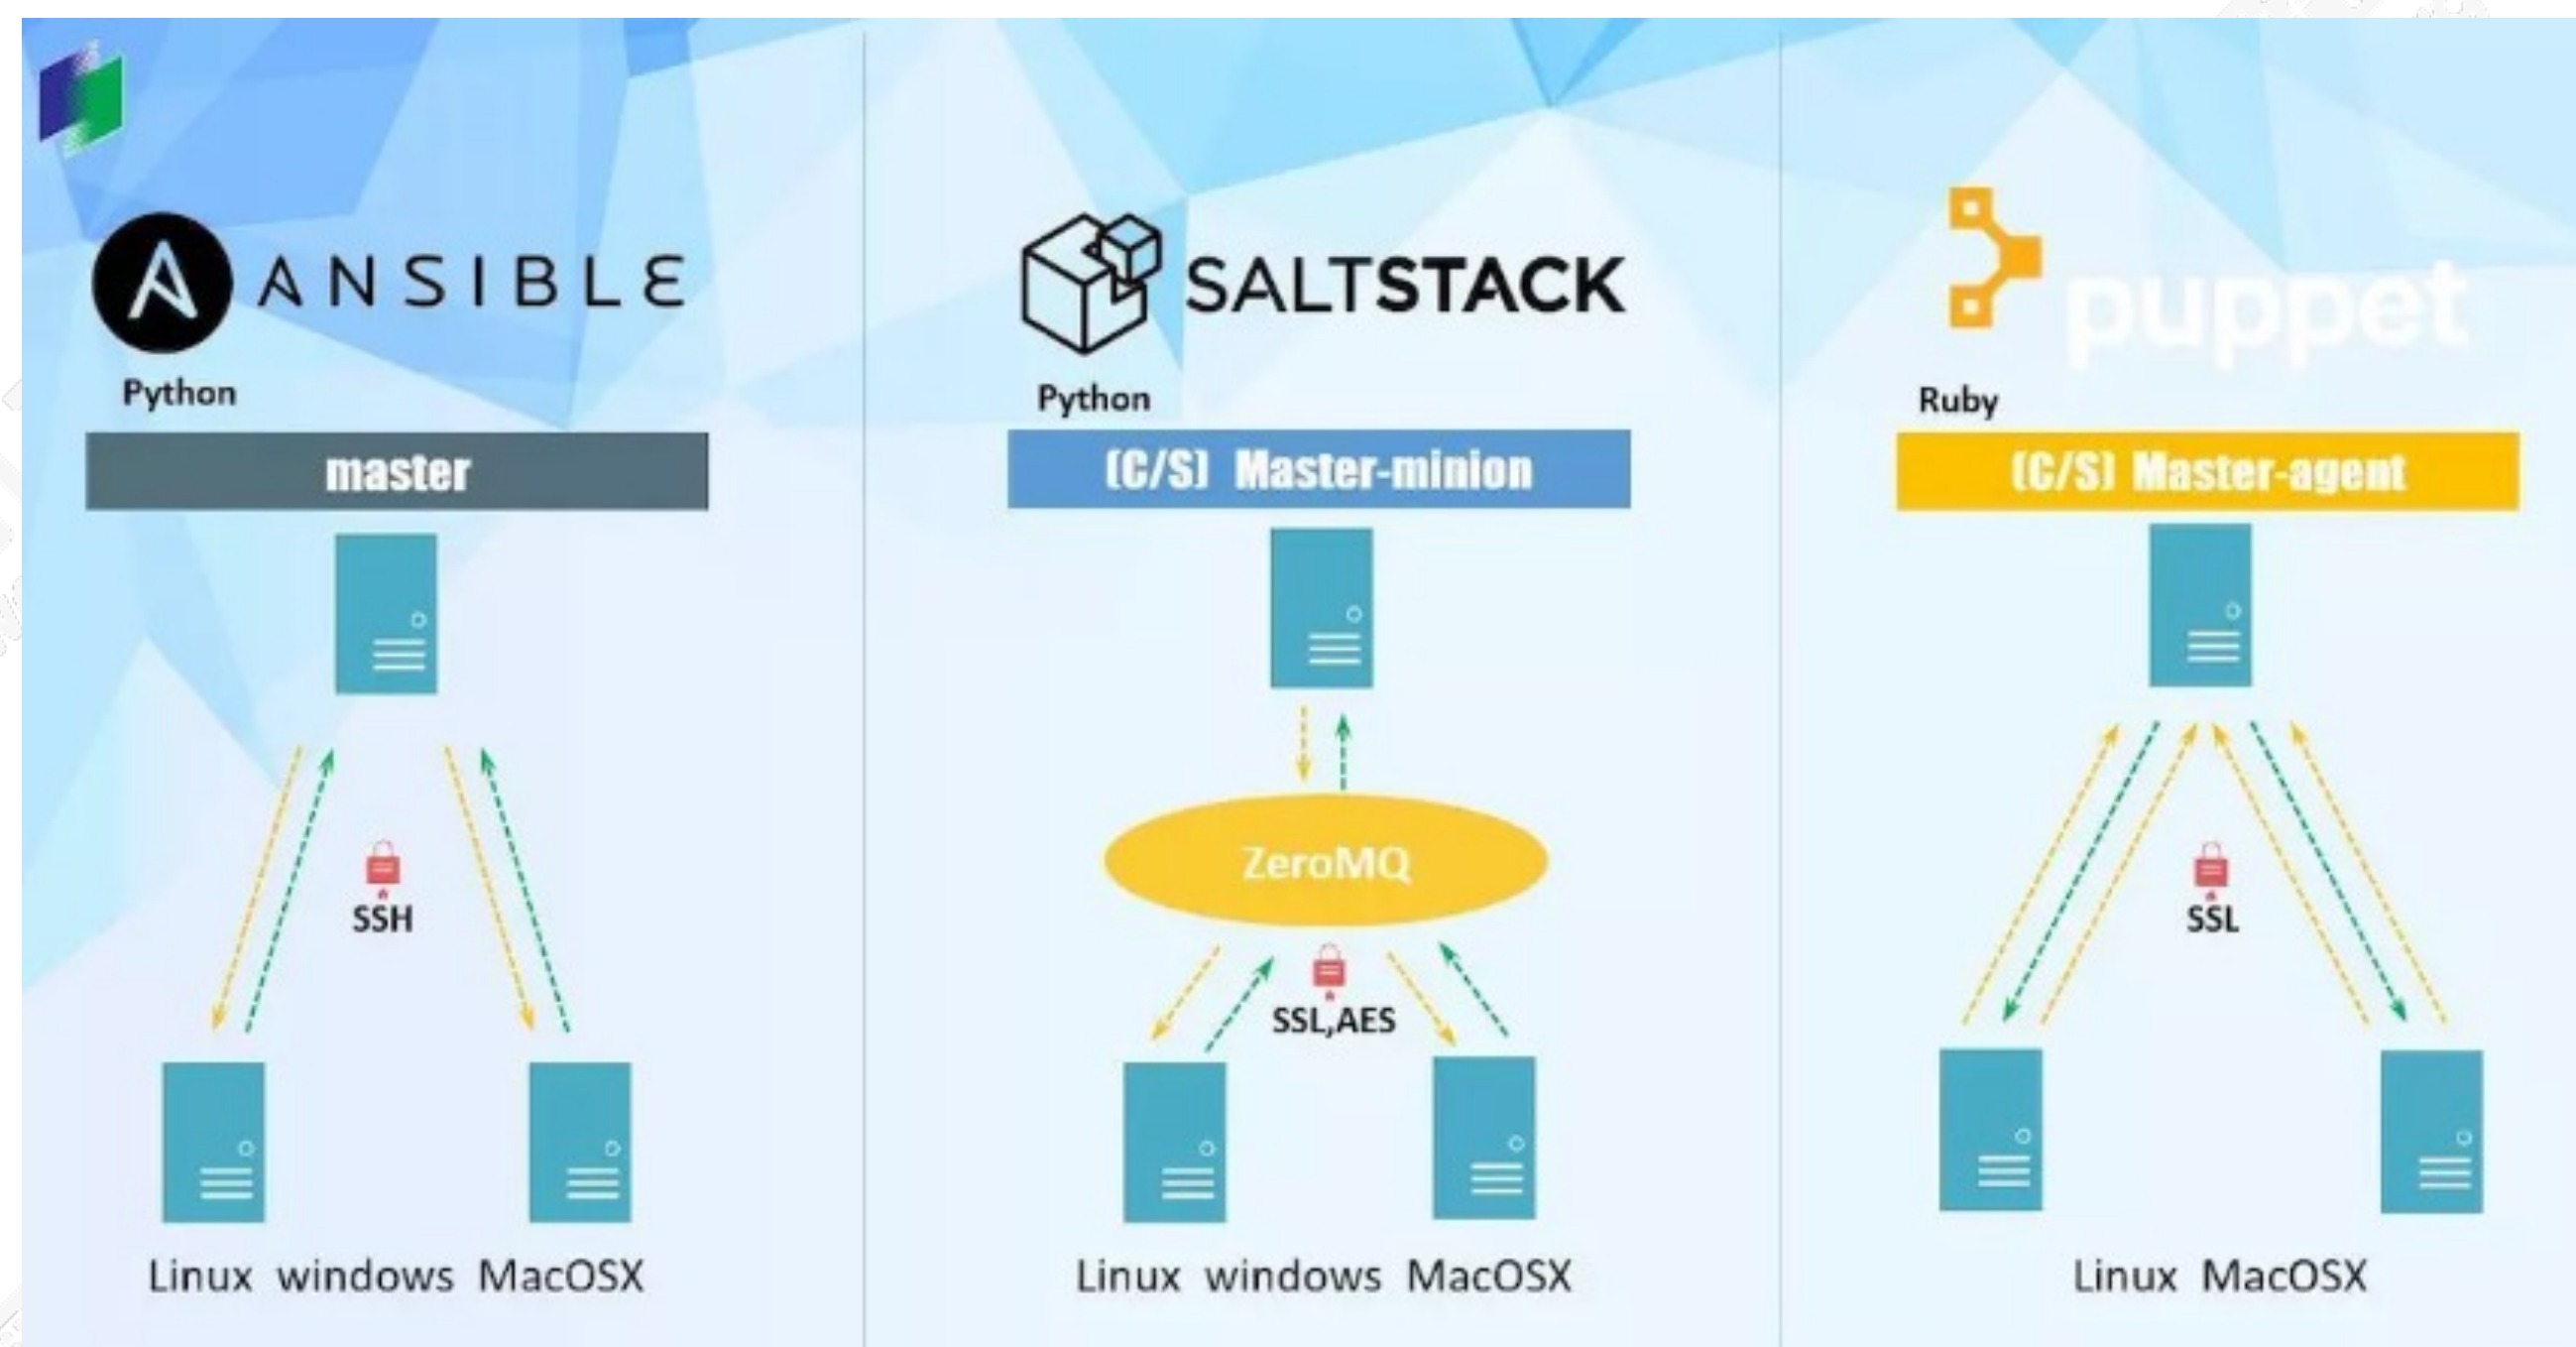 ANSIBLE
Python
master
SSH
Linux windows MacOSX
SALTSTACK
Python
(C/S) Master-minion
ZeroMQ
SSL,AES
Linux windows MacOSX
puppet
Ruby
(C/S) Master-agent
SSL
Linux MacOSX